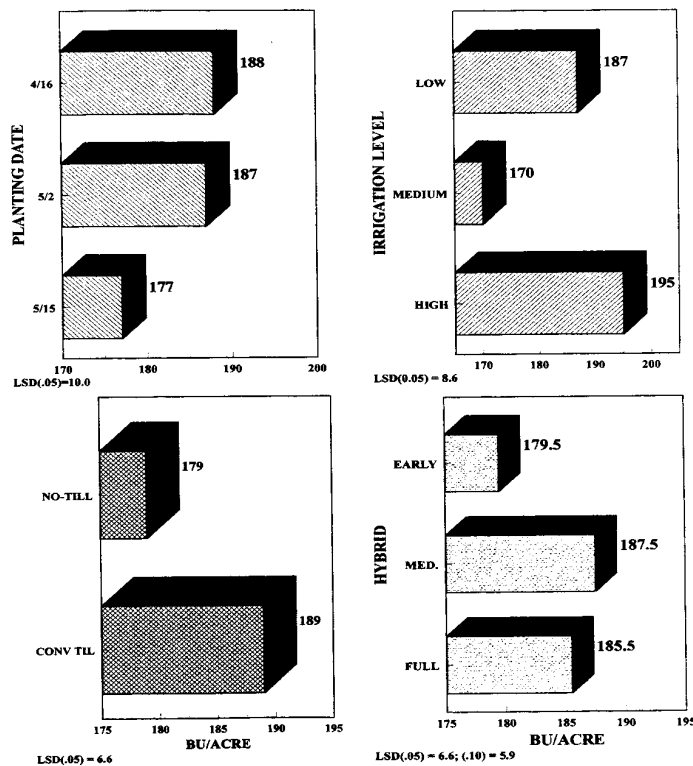 PLANTING DATE
4/16
188
5/2
187
5/15
177
170 180 190 200
LSD(.05)=10.0
IRRIGATION LEVEL
LOW
187
MEDIUM
170
HIGH
195
170 180 190 200
LSD(0.05) = 8.6
NO-TILL
179
CONV TIL
189
175 180 185 190 195
BU/ACRE
LSD(.05) = 6.6
HYBRID
EARLY
179.5
MED.
187.5
FULL
185.5
175 180 185 190 195
BU/ACRE
LSD(.05) = 6.6; (.10) = 5.9